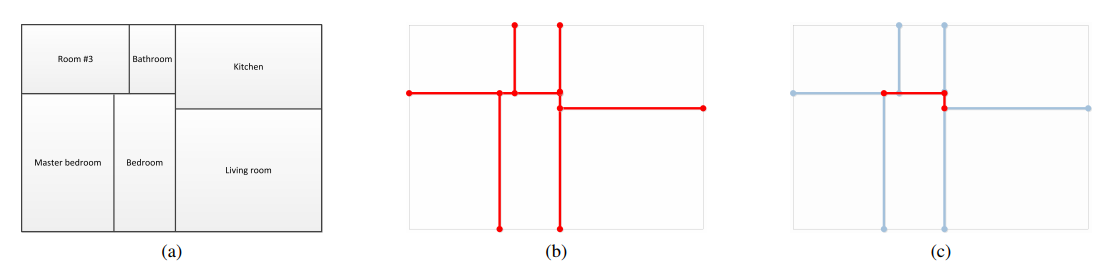 Room #3
Bathroom
Kitchen
Master bedroom
Bedroom
Living room
(a)
(b)
(c)